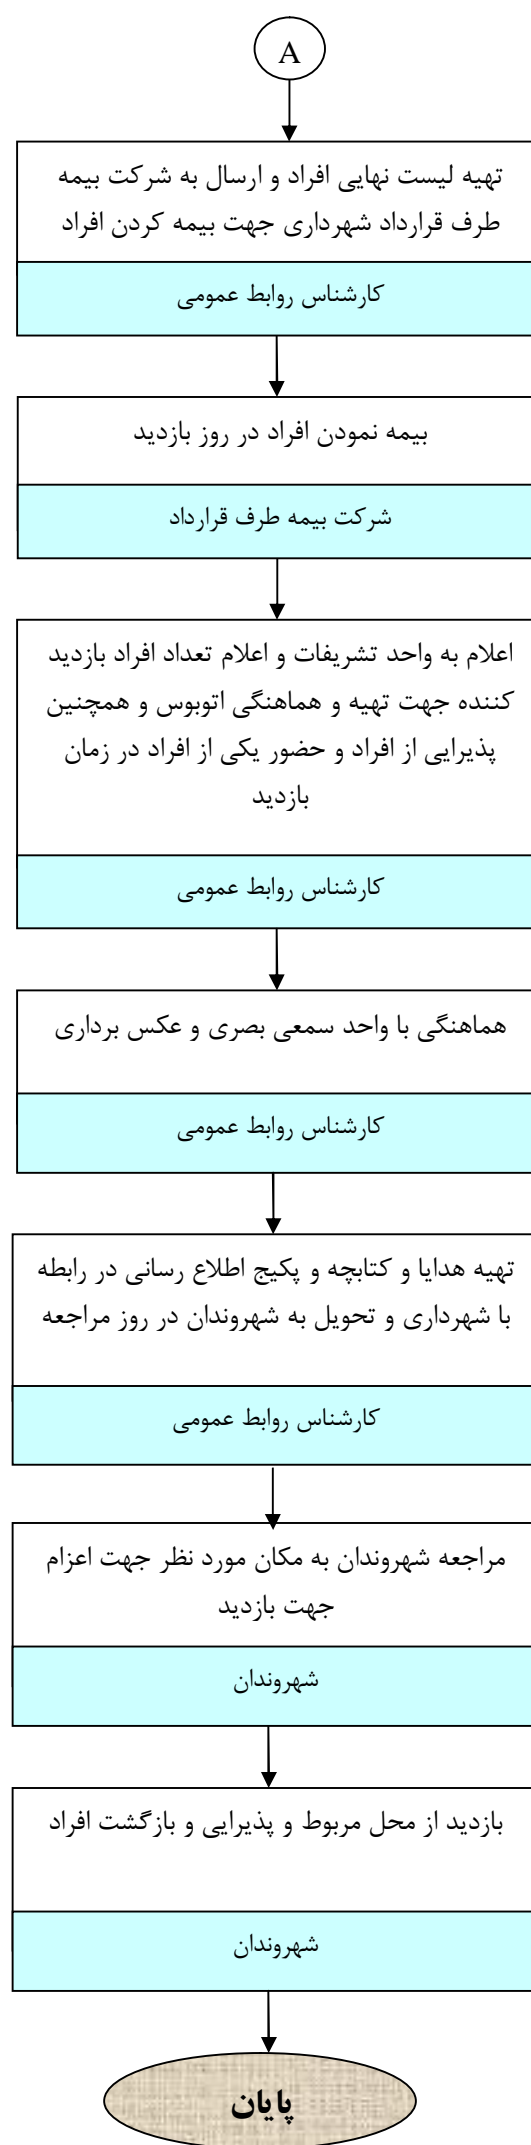 A
تهیه لیست نهایی افراد و ارسال به شرکت بیمه
طرف قرارداد شهرداری جهت بیمه کردن افراد
کارشناس روابط عمومی
بیمه نمودن افراد در روز بازدید
شرکت بیمه طرف قرارداد
اعلام به واحد تشریفات و اعلام تعداد افراد بازدید
کننده جهت تهیه و هماهنگی اتوبوس و همچنین
پذیرایی از افراد و حضور یکی از افراد در زمان
بازدید
کارشناس روابط عمومی
هماهنگی با واحد سمعی بصری و عکس برداری
کارشناس روابط عمومی
تهیه هدایا و کتابچه و پکیج اطلاع رسانی در رابطه
با شهرداری و تحویل به شهروندان در روز مراجعه
کارشناس روابط عمومی
مراجعه شهروندان به مکان مورد نظر جهت اعزام
جهت بازدید
شهروندان
بازدید از محل مربوط و پذیرایی و بازگشت افراد
شهروندان
پایان